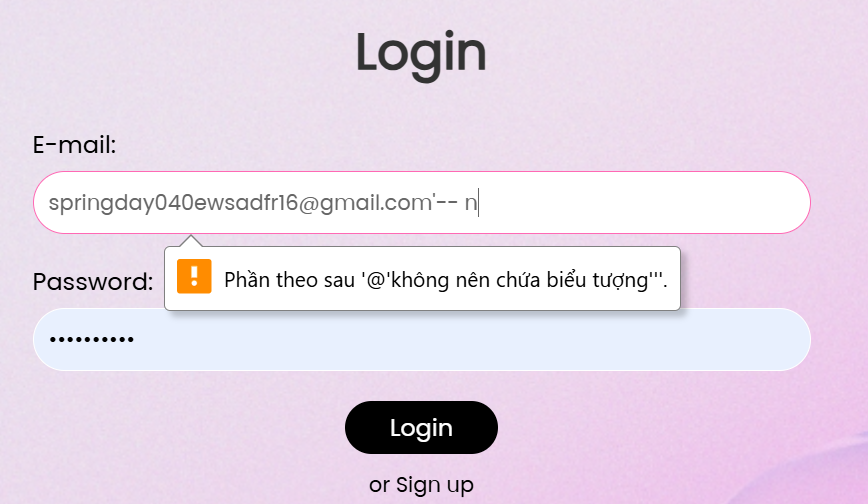 Login
E-mail:
springday040ewsadfr16@gmail.com'-- n
Phần theo sau '@'không nên chứa biểu tượng'''.
Password:
••••••••••
Login
or Sign up